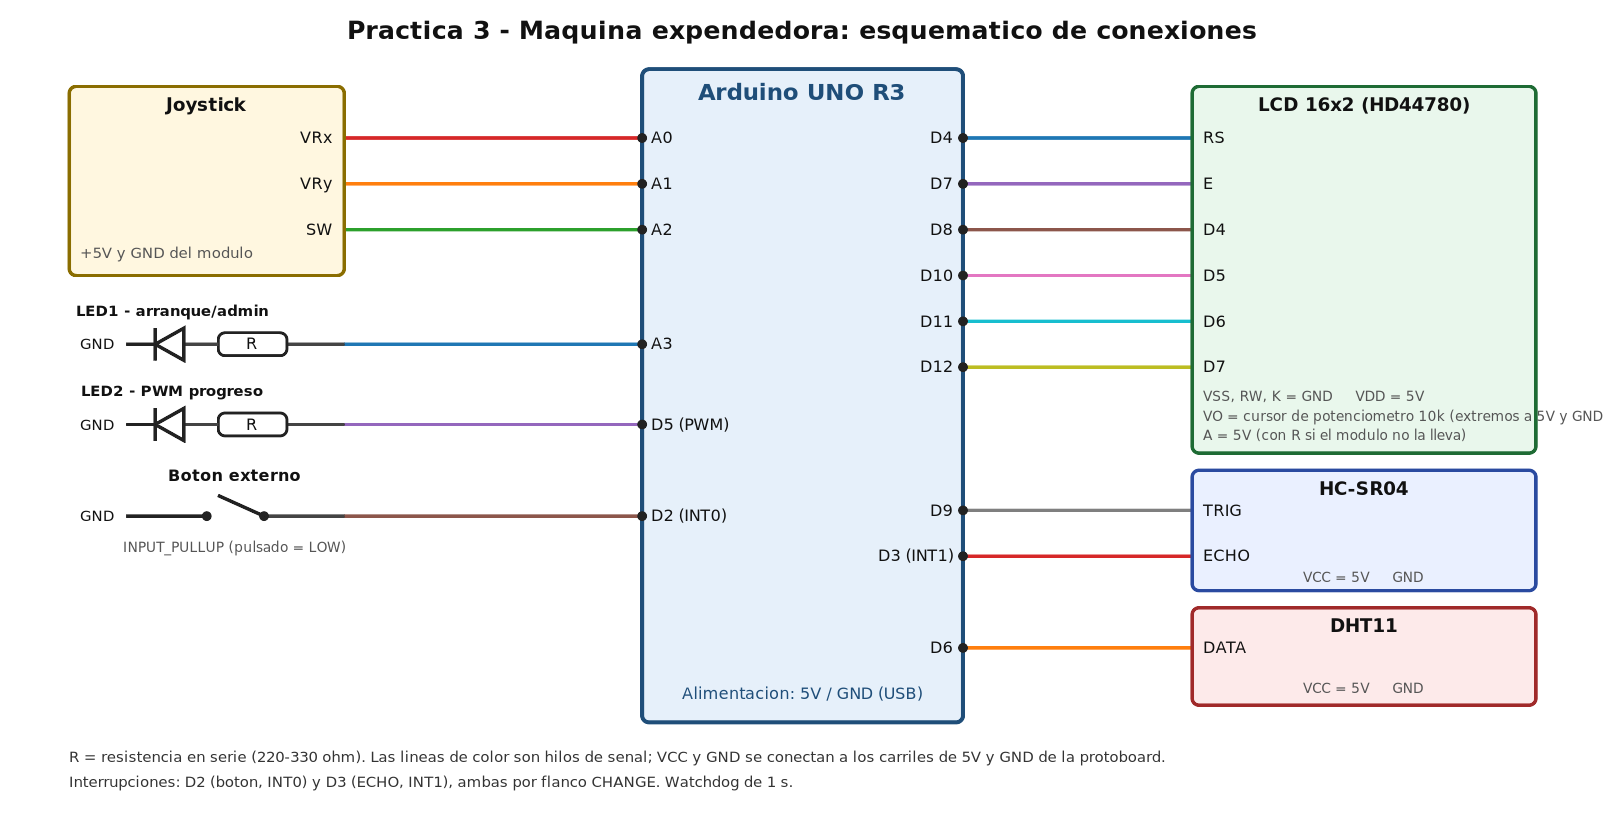 Practica 3 - Maquina expendedora: esquematico de conexiones
Joystick
VRx
VRy
SW
+5V y GND del modulo
LED1 - arranque/admin
GND
R
LED2 - PWM progreso
GND
R
Boton externo
GND
INPUT_PULLUP (pulsado = LOW)
Arduino UNO R3
A0
A1
A2
A3
D5 (PWM)
D2 (INT0)
D4
D7
D8
D10
D11
D12
D9
D3 (INT1)
D6
Alimentacion: 5V / GND (USB)
LCD 16x2 (HD44780)
RS
E
D4
D5
D6
D7
VSS, RW, K = GND VDD = 5V
VO = cursor de potenciometro 10k (extremos a 5V y GND
A = 5V (con R si el modulo no la lleva)
HC-SR04
TRIG
ECHO
VCC = 5V GND
DHT11
DATA
VCC = 5V GND
R = resistencia en serie (220-330 ohm). Las lineas de color son hilos de senal; VCC y GND se conectan a los carriles de 5V y GND de la protoboard.
Interrupciones: D2 (boton, INT0) y D3 (ECHO, INT1), ambas por flanco CHANGE. Watchdog de 1 s.